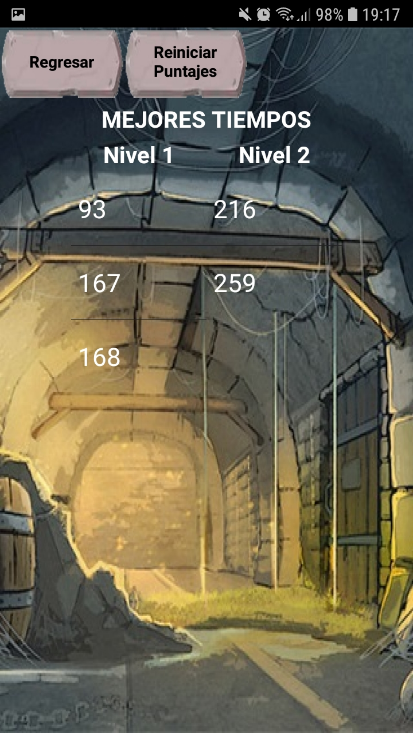 98% 19:17
Regresar
Reiniciar
Puntajes
MEJORES TIEMPOS
Nivel 1 Nivel 2
93 216
167 259
168